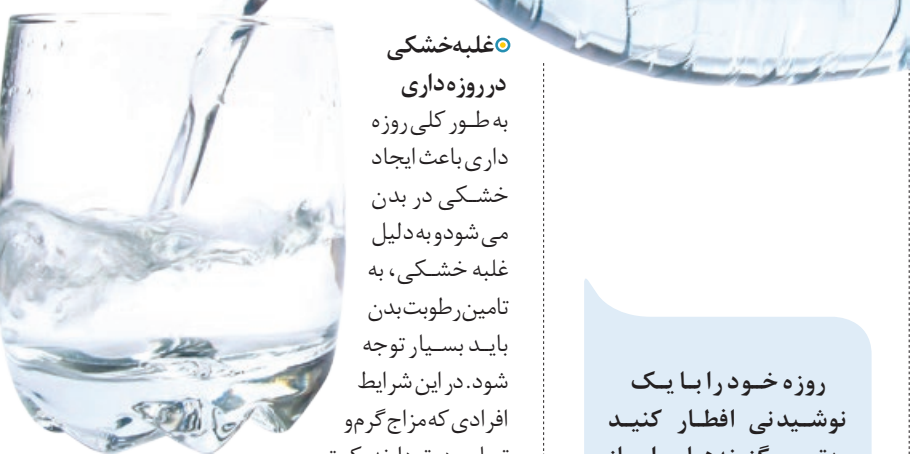 غلبه خشکی
در روزه داری
به طور کلی روزه
داری باعث ایجاد
خشکی در بدن
می شود و به دلیل
غلبه خشکی، به
تامین رطوبت بدن
باید بسیار توجه
شود. در این شرایط
افرادی که مزاج گرم و
روزه خود را با یک
نوشیدنی افطار کنید